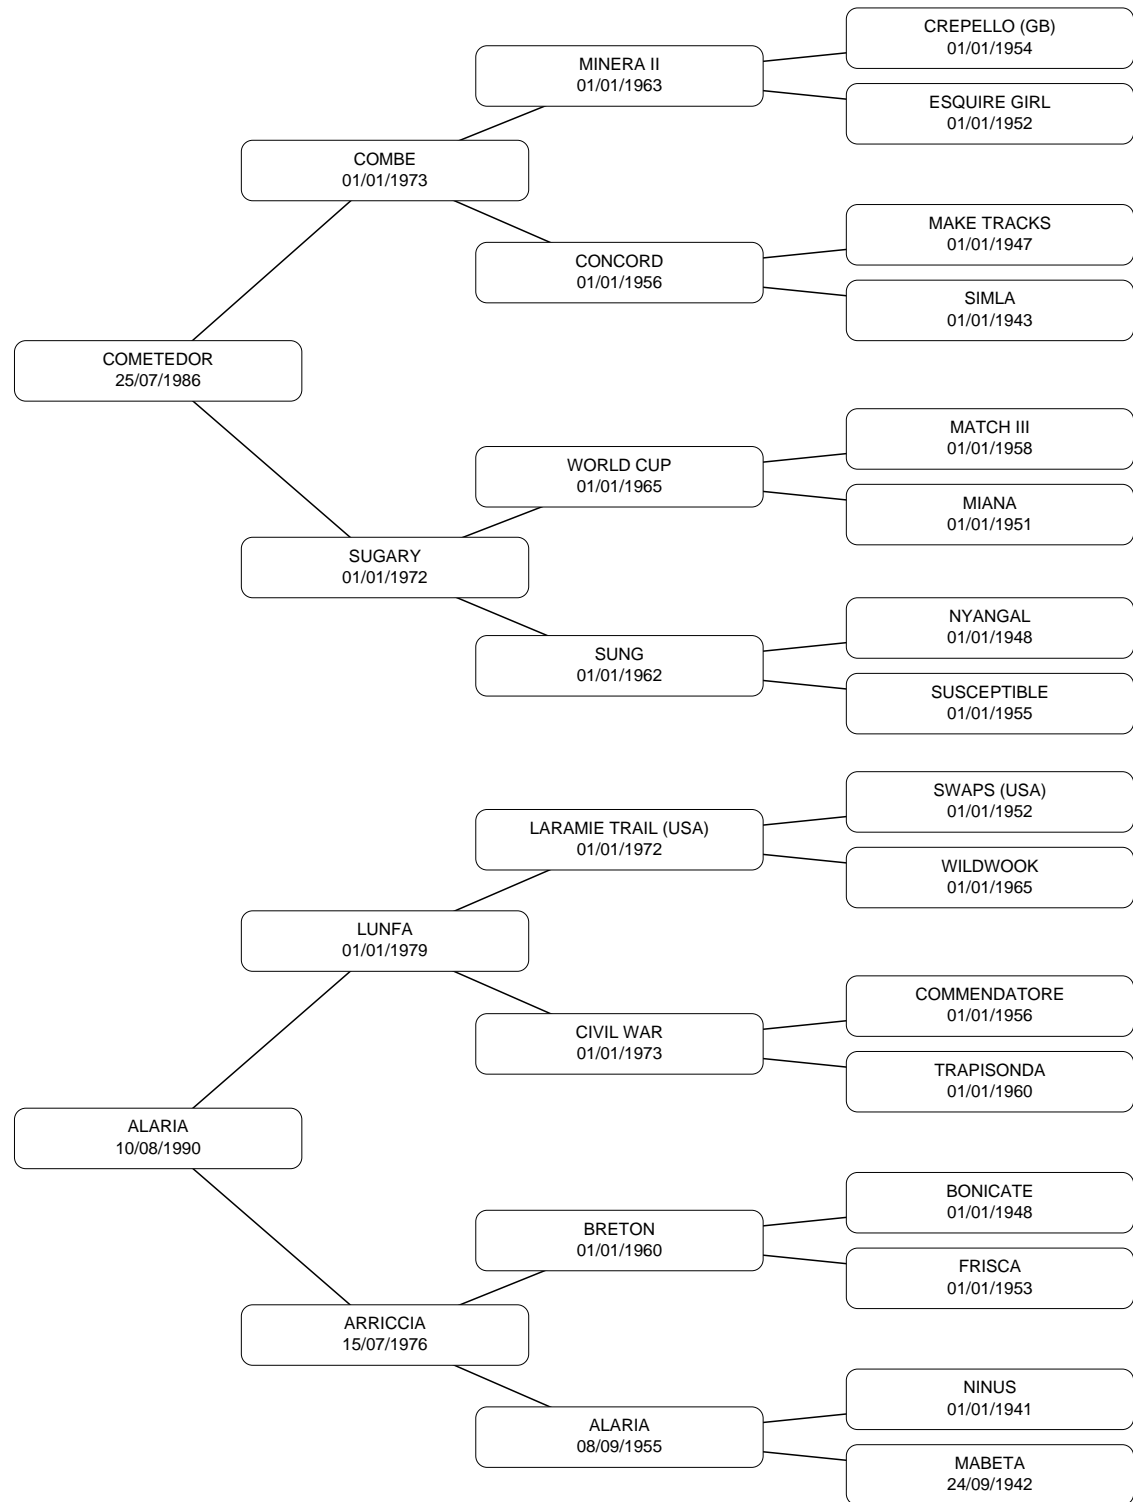 CREPELLO (GB)
01/01/1954
MINERA II
01/01/1963
ESQUIRE GIRL
01/01/1952
COMBE
01/01/1973
MAKE TRACKS
01/01/1947
CONCORD
01/01/1956
SIMLA
01/01/1943
COMETEDOR
25/07/1986
MATCH III
01/01/1958
WORLD CUP
01/01/1965
MIANA
01/01/1951
SUGARY
01/01/1972
NYANGAL
01/01/1948
SUNG
01/01/1962
SUSCEPTIBLE
01/01/1955
SWAPS (USA)
01/01/1952
LARAMIE TRAIL (USA)
01/01/1972
WILDWOOK
01/01/1965
LUNFA
01/01/1979
COMMENDATORE
01/01/1956
CIVIL WAR
01/01/1973
TRAPISONDA
01/01/1960
ALARIA
10/08/1990
BONICATE
01/01/1948
BRETON
01/01/1960
FRISCA
01/01/1953
ARRICCIA
15/07/1976
NINUS
01/01/1941
ALARIA
08/09/1955
MABETA
24/09/1942